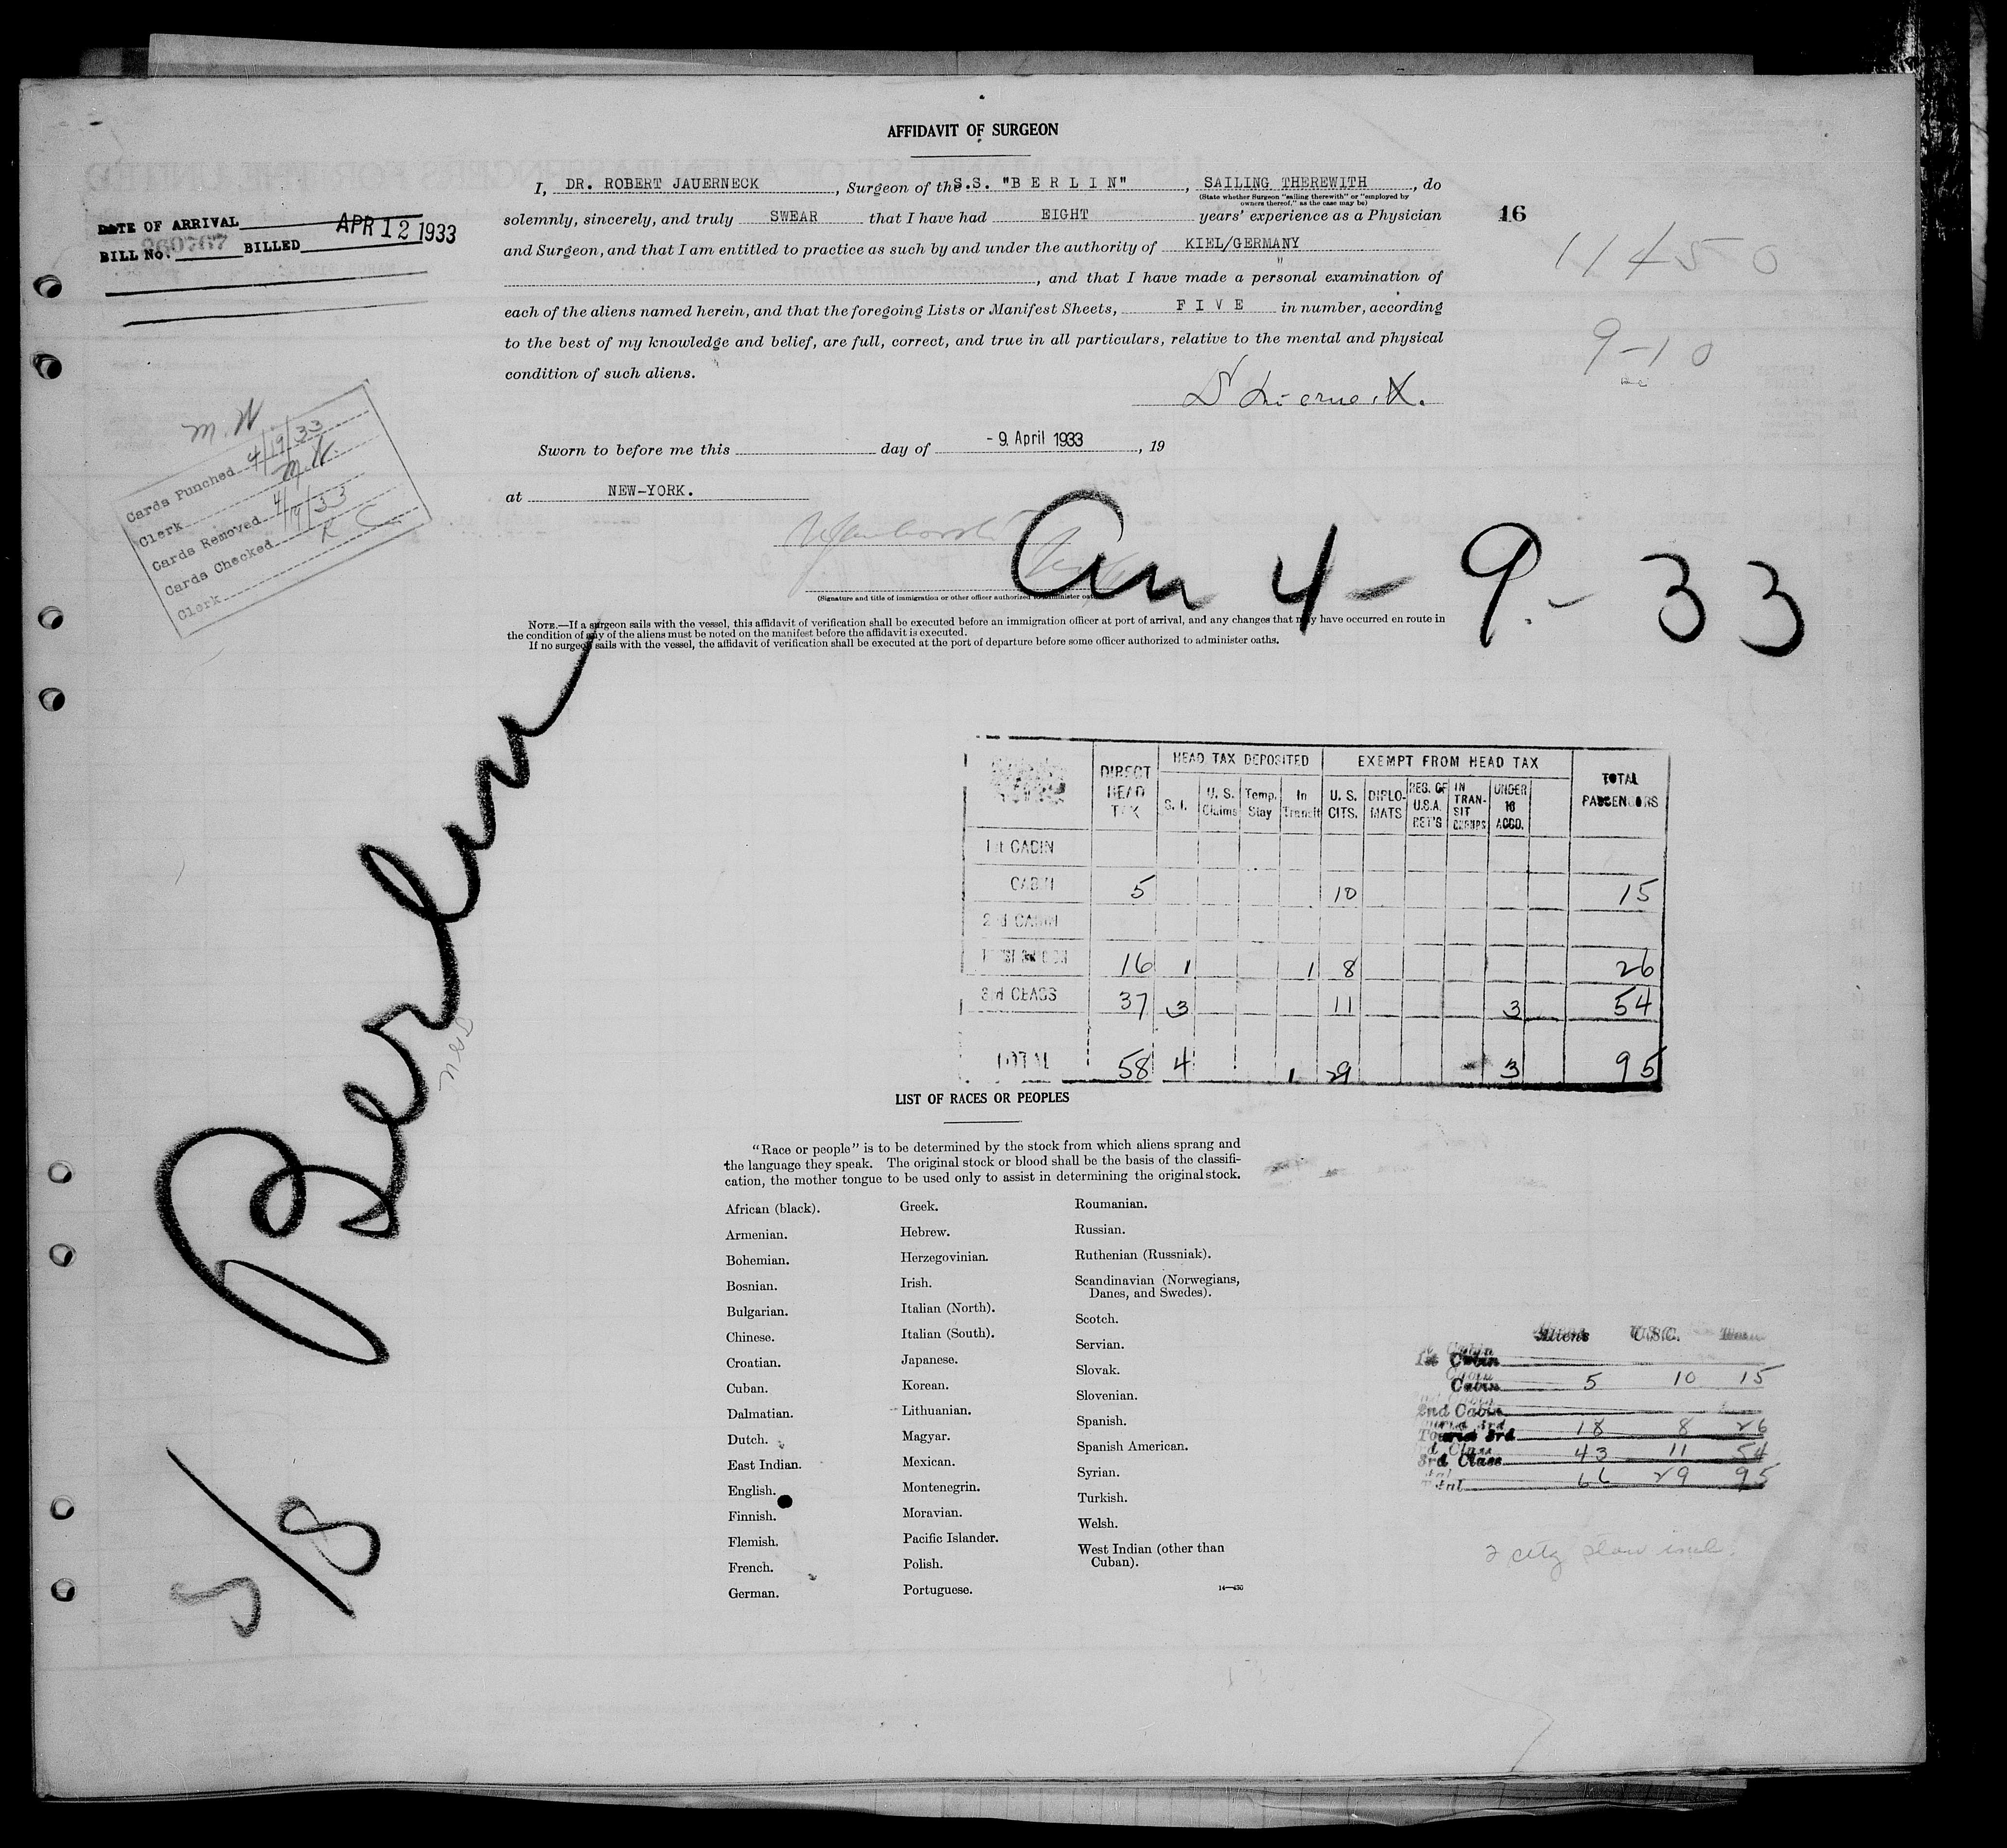 AFFIDAVIT OF SURGEON
I, DR. ROBERT JAUERNECK, Surgeon of the S.S. "B E R L I N", SAILING THEREWITH, do
(State whether Surgeon "sailing therewith" or "employed by owners thereof," as the case may be)
solemnly, sincerely, and truly SWEAR that I have had EIGHT years' experience as a Physician
and Surgeon, and that I am entitled to practice as such by and under the authority of KIEL/GERMANY
"
, and that I have made a personal examination of
each of the aliens named herein, and that the foregoing Lists or Manifest Sheets, F I V E in number, according
to the best of my knowledge and belief, are full, correct, and true in all particulars, relative to the mental and physical
condition of such aliens.
DATE OF ARRIVAL
APR 12 1933
BILL No. 960767 BILLED
16
11450
9-10
Sworn to before me this day of - 9. April 1933, 19
at NEW-YORK.
M. W.
Cards Punched 4/19/33
Clerk M. W.
Cards Removed 4/19/33
Cards Checked K C
Clerk
(Signature and title of immigration or other officer authorized to administer oaths)
An 4 - 9. - 33
NOTE.—If a surgeon sails with the vessel, this affidavit of verification shall be executed before an immigration officer at port of arrival, and any changes that may have occurred en route in
the condition of any of the aliens must be noted on the manifest before the affidavit is executed.
If no surgeon sails with the vessel, the affidavit of verification shall be executed at the port of departure before some officer authorized to administer oaths.
Berlin
5/8
DIRECT HEAD TAX HEAD TAX DEPOSITED EXEMPT FROM HEAD TAX TOTAL PASSENGERS
S. I. U. S. Claims Temp. Stay In Transit U. S. CITS. DIPLOMATS RES. OF U.S.A. RET'S IN TRANSIT UNDER 16 ACCD.
1st CABIN
CABIN 5 10 15
2nd CABIN
16 1 1 8 26
3rd CLASS 37 3 11 3 54
TOTAL 58 4 1 29 3 95
LIST OF RACES OR PEOPLES
"Race or people" is to be determined by the stock from which aliens sprang and
the language they speak. The original stock or blood shall be the basis of the classifi-
cation, the mother tongue to be used only to assist in determining the original stock.
African (black).
Armenian.
Bohemian.
Bosnian.
Bulgarian.
Chinese.
Croatian.
Cuban.
Dalmatian.
Dutch.
East Indian.
English.
Finnish.
Flemish.
French.
German.
Greek.
Hebrew.
Herzegovinian.
Irish.
Italian (North).
Italian (South).
Japanese.
Korean.
Lithuanian.
Magyar.
Mexican.
Montenegrin.
Moravian.
Pacific Islander.
Polish.
Portuguese.
Roumanian.
Russian.
Ruthenian (Russniak).
Scandinavian (Norwegians,
Danes, and Swedes).
Scotch.
Servian.
Slovak.
Slovenian.
Spanish.
Spanish American.
Syrian.
Turkish.
Welsh.
West Indian (other than
Cuban).
14—430
Aliens U.S.C.
1st Cabin
Cabin 5 10 15
2nd Cabin
Tourist 3rd 18 8 26
3rd Class 43 11 54
Total 66 29 95